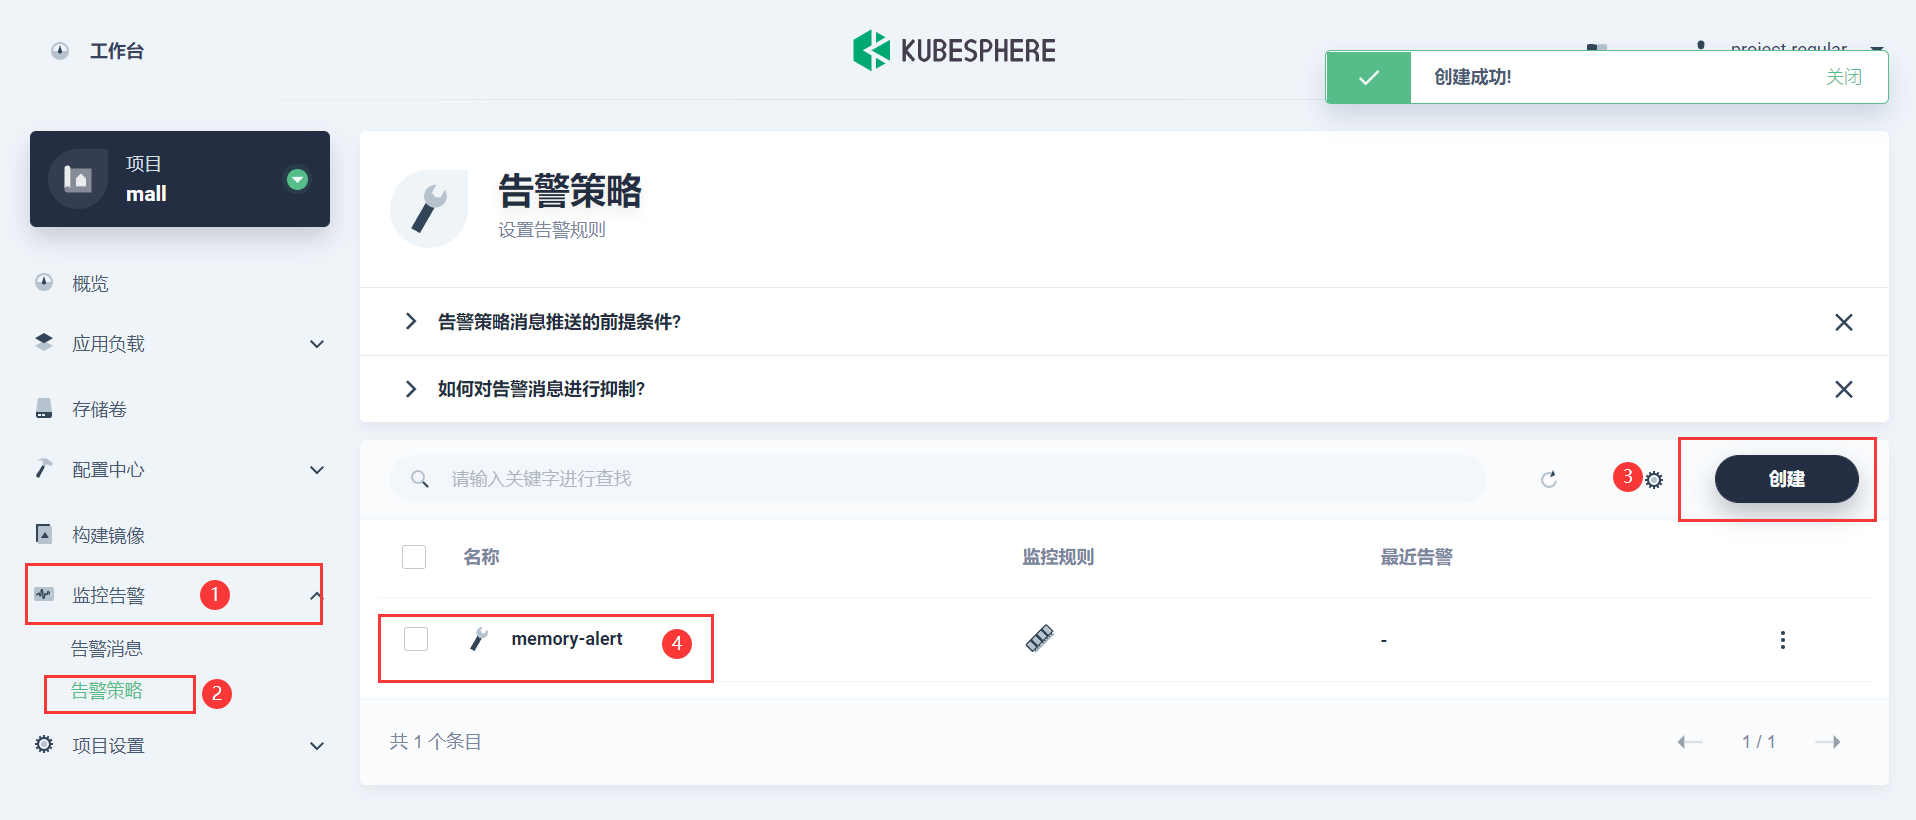 工作台
KUBESPHERE
project-regular
创建成功!
关闭
项目
mall
概览
应用负载
存储卷
配置中心
构建镜像
监控告警
1
告警消息
告警策略
2
项目设置
告警策略
设置告警规则
告警策略消息推送的前提条件?
如何对告警消息进行抑制?
请输入关键字进行查找
3
创建
名称
监控规则
最近告警
memory-alert
4
-
共 1 个条目
1 / 1